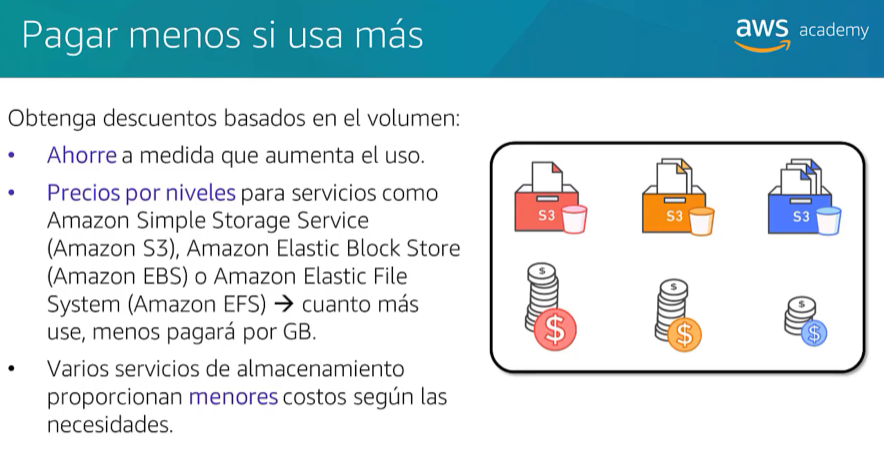 Pagar menos si usa más
aws academy
Obtenga descuentos basados en el volumen:
• Ahorre a medida que aumenta el uso.
• Precios por niveles para servicios como
Amazon Simple Storage Service
(Amazon S3), Amazon Elastic Block Store
(Amazon EBS) o Amazon Elastic File
System (Amazon EFS) → cuanto más
use, menos pagará por GB.
• Varios servicios de almacenamiento
proporcionan menores costos según las
necesidades.
S3 S3 S3
$ $ $
$ $ $